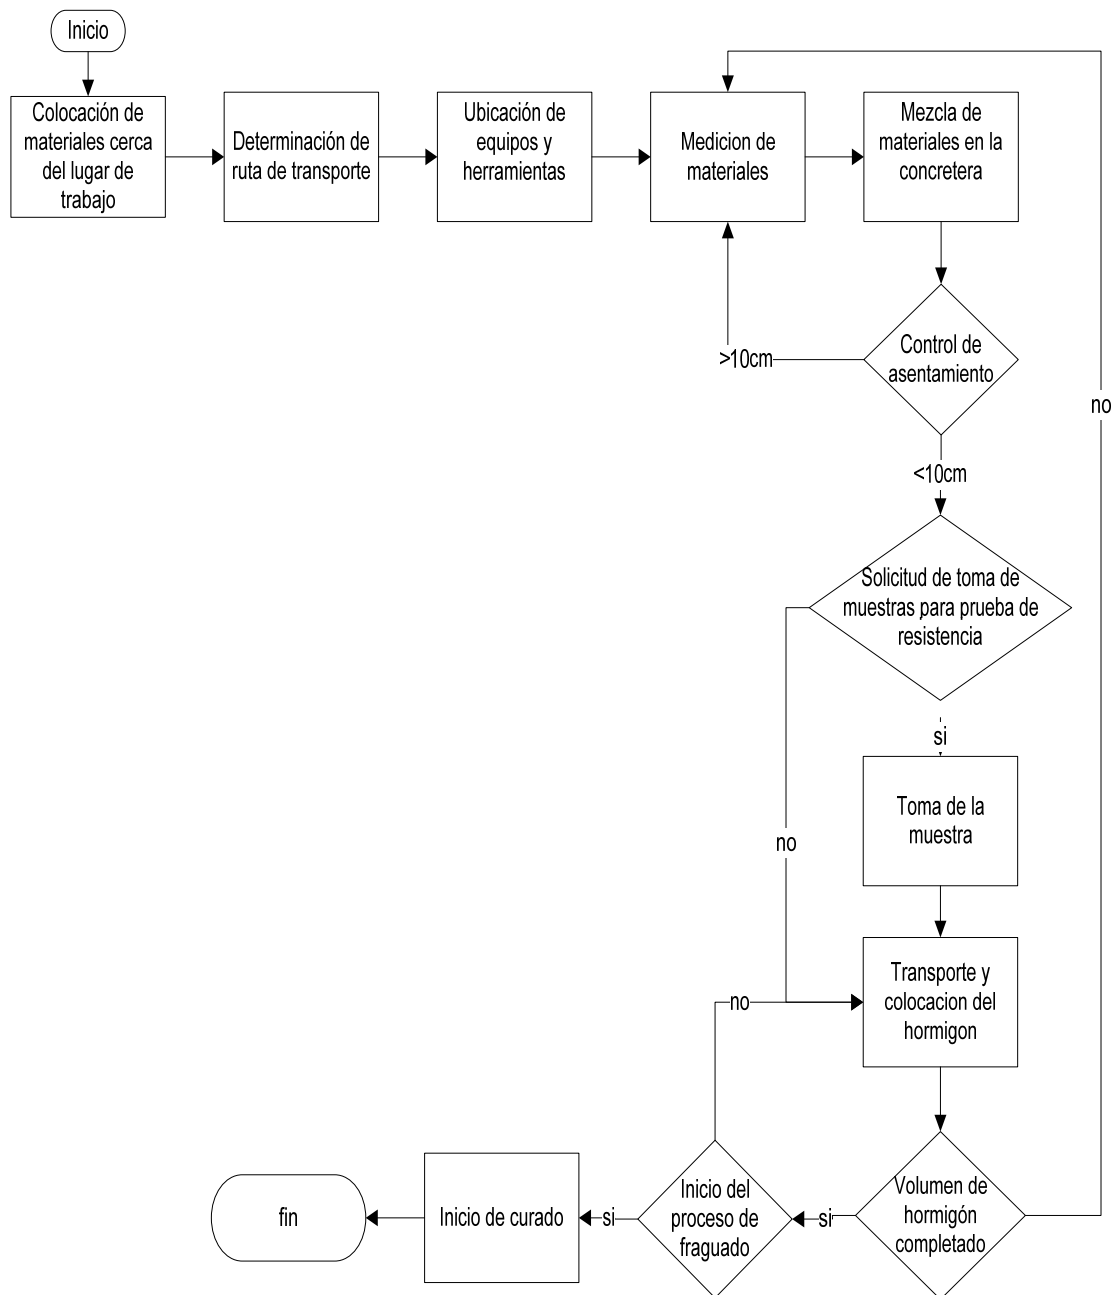 Inicio
Colocación de
materiales cerca
del lugar de
trabajo
Determinación de
ruta de transporte
Ubicación de
equipos y
herramientas
Medicion de
materiales
Mezcla de
materiales en la
concretera
Control de
asentamiento
>10cm
no
<10cm
Solicitud de toma de
muestras para prueba de
resistencia
si
Toma de la
muestra
no
Transporte y
colocacion del
hormigon
no
Volumen de
hormigón
completado
si
Inicio del
proceso de
fraguado
si
Inicio de curado
fin